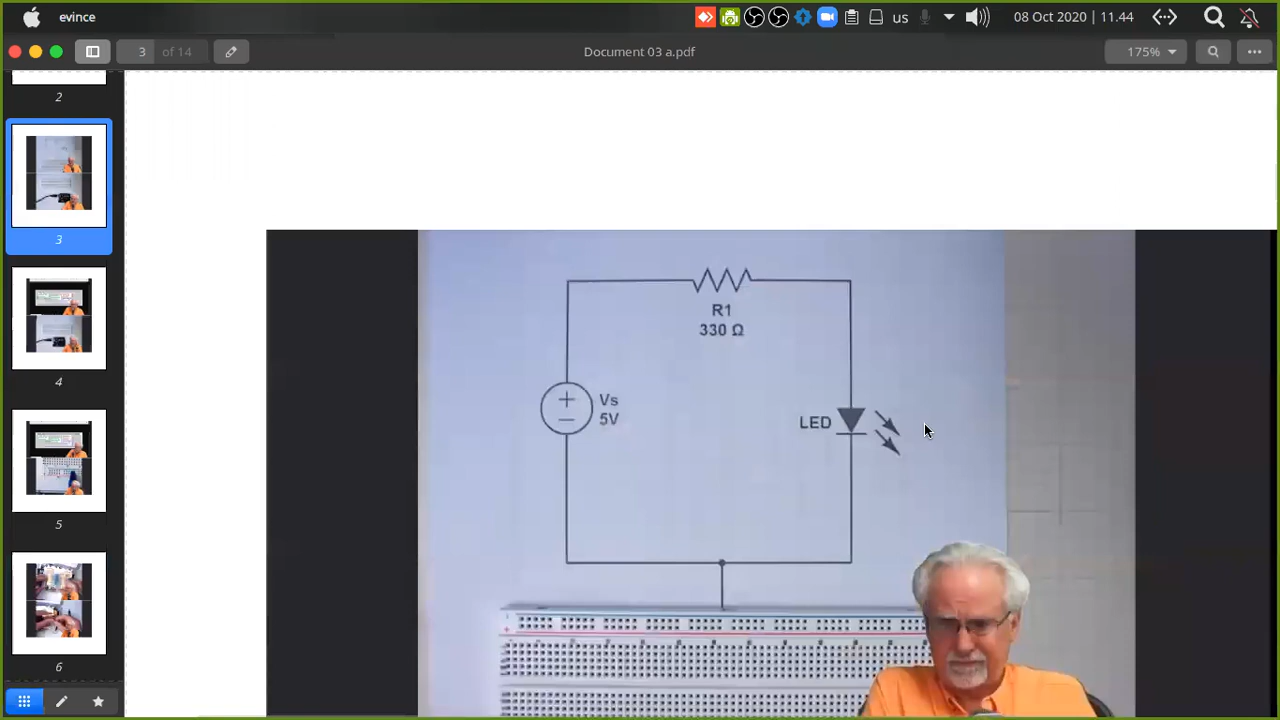 evince
us
08 Oct 2020 | 11.44
3 of 14
Document 03 a.pdf
175%
2
3
4
5
6
R1
330 Ω
+
−
Vs
5V
LED